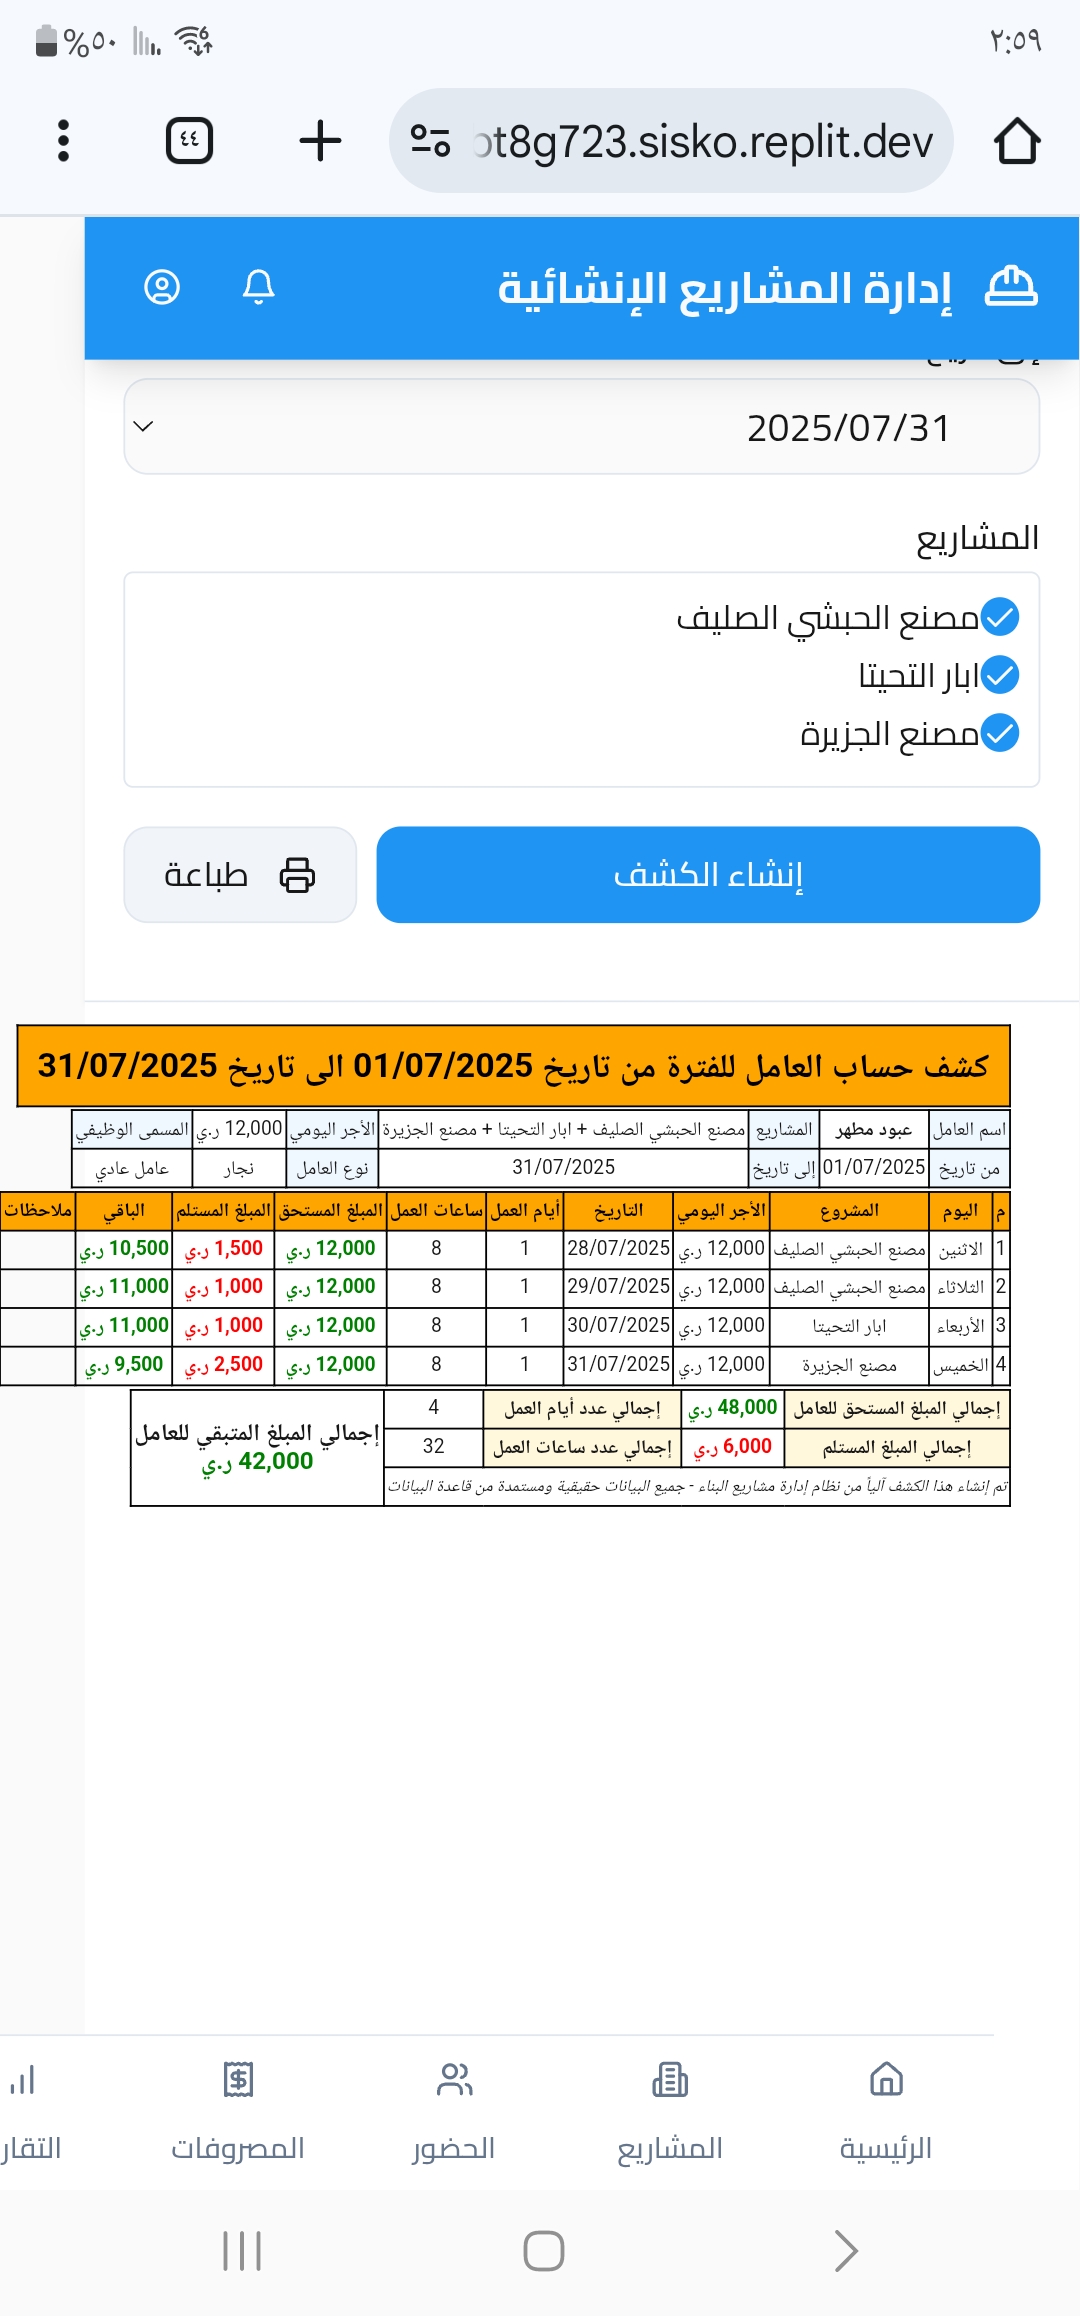 ٢:٥٩
%٥٠
٤٤
t8g723.sisko.replit.dev
إدارة المشاريع الإنشائية
2025/07/31
المشاريع
مصنع الحبشي الصليف
ابار التحيتا
مصنع الجزيرة
إنشاء الكشف
طباعة
كشف حساب العامل للفترة من تاريخ 01/07/2025 الى تاريخ 31/07/2025
اسم العامل عبود مطهر المشاريع مصنع الحبشي الصليف + ابار التحيتا + مصنع الجزيرة الأجر اليومي 12,000 ر.ي المسمى الوظيفي
من تاريخ 01/07/2025 إلى تاريخ 31/07/2025 نوع العامل نجار عامل عادي
م اليوم المشروع الأجر اليومي التاريخ أيام العمل ساعات العمل المبلغ المستحق المبلغ المستلم الباقي ملاحظات
1 الاثنين مصنع الحبشي الصليف 12,000 ر.ي 28/07/2025 1 8 12,000 ر.ي 1,500 ر.ي 10,500 ر.ي
2 الثلاثاء مصنع الحبشي الصليف 12,000 ر.ي 29/07/2025 1 8 12,000 ر.ي 1,000 ر.ي 11,000 ر.ي
3 الأربعاء ابار التحيتا 12,000 ر.ي 30/07/2025 1 8 12,000 ر.ي 1,000 ر.ي 11,000 ر.ي
4 الخميس مصنع الجزيرة 12,000 ر.ي 31/07/2025 1 8 12,000 ر.ي 2,500 ر.ي 9,500 ر.ي
إجمالي المبلغ المستحق للعامل 48,000 ر.ي إجمالي عدد أيام العمل 4
إجمالي المبلغ المستلم 6,000 ر.ي إجمالي عدد ساعات العمل 32
إجمالي المبلغ المتبقي للعامل
42,000 ر.ي
تم إنشاء هذا الكشف آلياً من نظام إدارة مشاريع البناء - جميع البيانات حقيقية ومستمدة من قاعدة البيانات
الرئيسية
المشاريع
الحضور
المصروفات
التقار